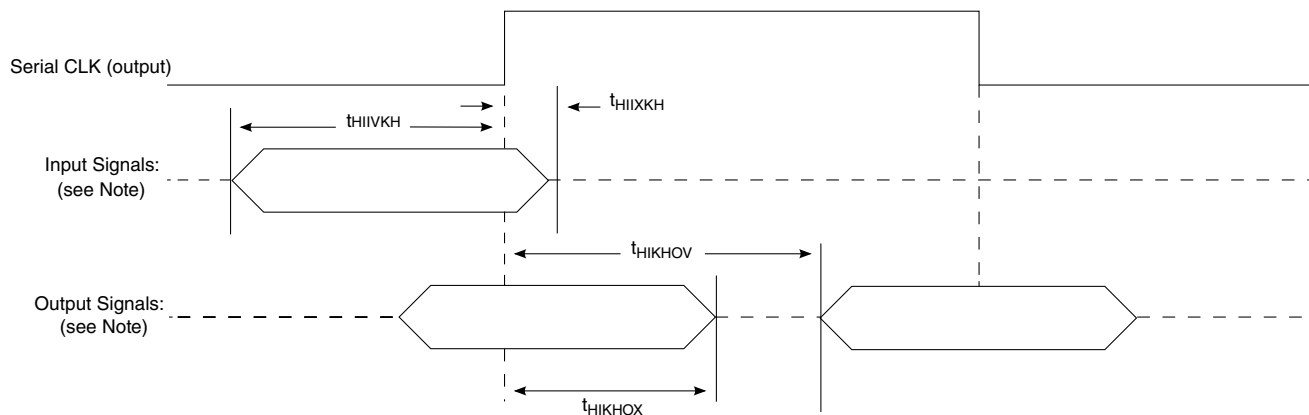 Serial CLK (output)
tHIIXKH
tHIIVKH
Input Signals:
(see Note)
tHIKHOV
Output Signals:
(see Note)
tHIKHOX